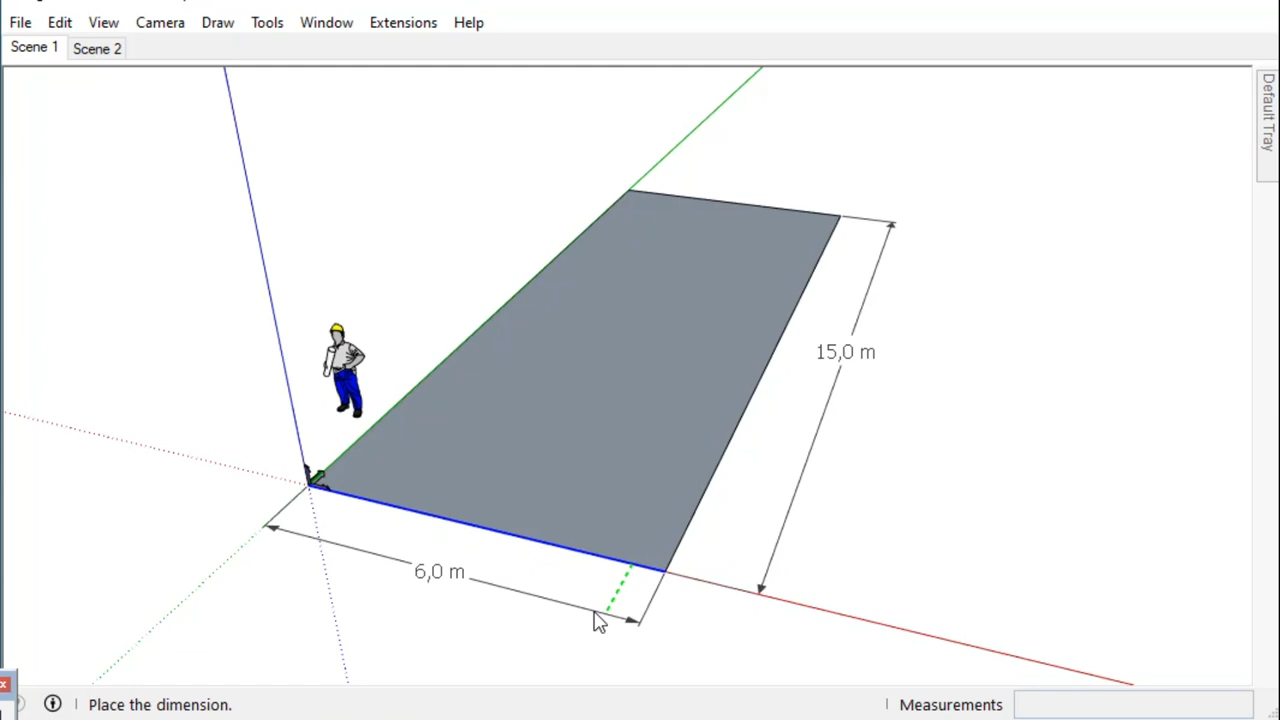 File Edit View Camera Draw Tools Window Extensions Help
Scene 1 Scene 2
Default Tray
15,0 m
6,0 m
Place the dimension.
Measurements